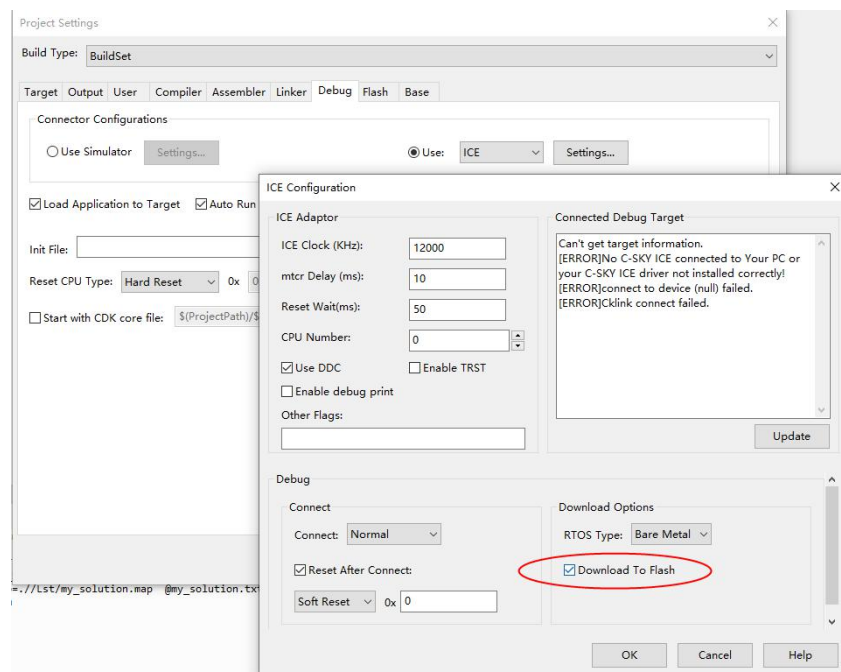 Project Settings
Build Type: BuildSet
Target Output User Compiler Assembler Linker Debug Flash Base
Connector Configurations
Use Simulator Settings... Use: ICE Settings...
Load Application to Target Auto Run
Init File:
Reset CPU Type: Hard Reset 0x 0
Start with CDK core file: $(ProjectPath)/$
=.//Lst/my_solution.map @my_solution.txt
ICE Configuration
ICE Adaptor
ICE Clock (KHz): 12000
mtcr Delay (ms): 10
Reset Wait(ms): 50
CPU Number: 0
Use DDC Enable TRST
Enable debug print
Other Flags:
Connected Debug Target
Can't get target information.
[ERROR]No C-SKY ICE connected to Your PC or
your C-SKY ICE driver not installed correctly!
[ERROR]connect to device (null) failed.
[ERROR]Cklink connect failed.
Update
Debug
Connect
Connect: Normal
Reset After Connect:
Soft Reset 0x 0
Download Options
RTOS Type: Bare Metal
Download To Flash
OK Cancel Help